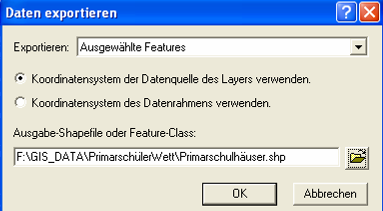 Daten exportieren
Exportieren: Ausgewählte Features
Koordinatensystem der Datenquelle des Layers verwenden.
Koordinatensystem des Datenrahmens verwenden.
Ausgabe-Shapefile oder Feature-Class:
F:\GIS_DATA\PrimarschülerWett\Primarschulhäuser.shp
OK Abbrechen